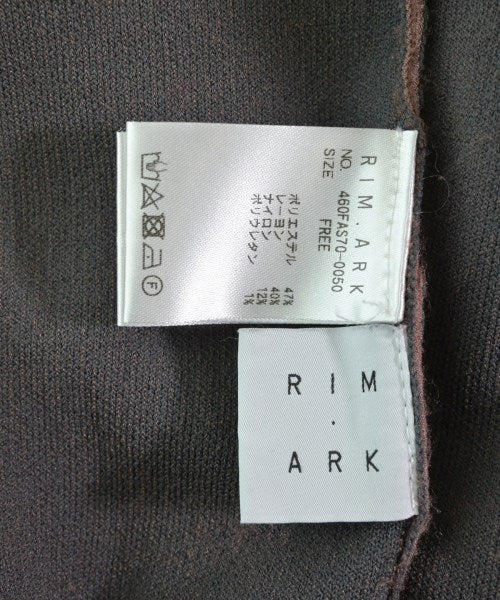 RIM.ARK
NO. 460FAS70-0050
SIZE FREE
ポリエステル 47%
レーヨン 40%
ナイロン 12%
ポリウレタン 1%
F
RIM
.
ARK